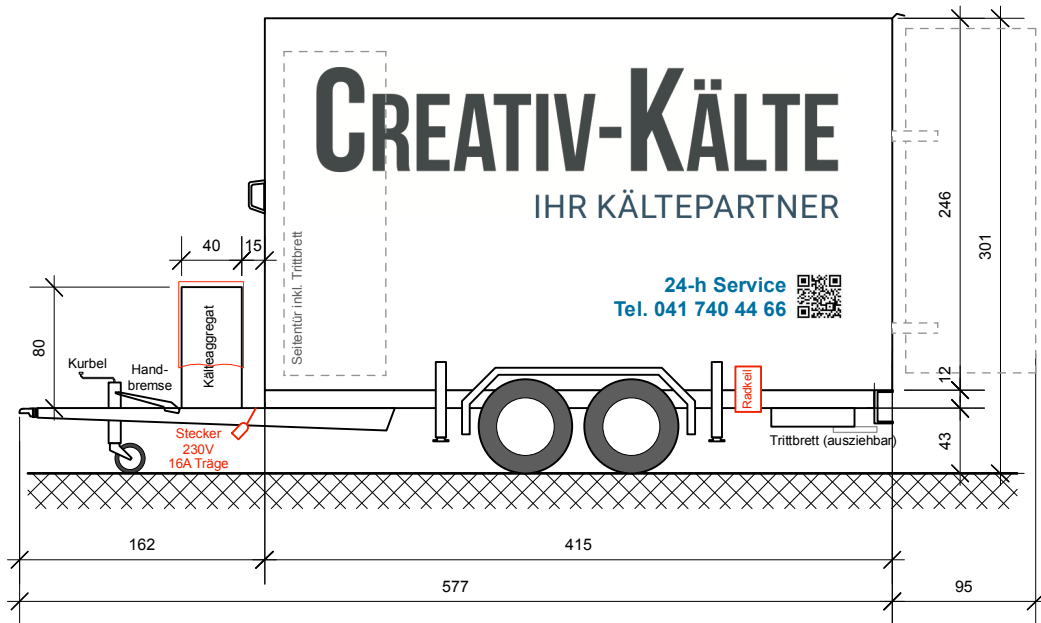 CREATIV-KÄLTE
IHR KÄLTEPARTNER
24-h Service
Tel. 041 740 44 66
Seitentür inkl. Trittbrett
40
15
80
Kälteaggregat
Kurbel
Hand-
bremse
Stecker
230V
16A Träge
Radkeil
Trittbrett (ausziehbar)
246
301
12
43
162
415
577
95